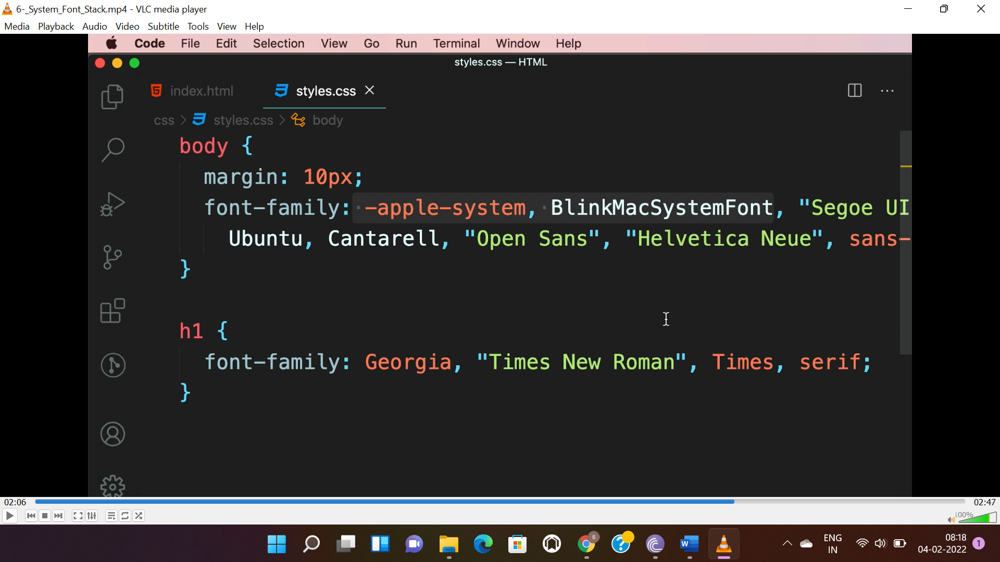 6-_System_Font_Stack.mp4 - VLC media player
Media Playback Audio Video Subtitle Tools View Help
Code File Edit Selection View Go Run Terminal Window Help
styles.css — HTML
index.html styles.css
css > styles.css > body
body {
margin: 10px;
font-family: -apple-system, BlinkMacSystemFont, "Segoe UI
Ubuntu, Cantarell, "Open Sans", "Helvetica Neue", sans-
}
h1 {
font-family: Georgia, "Times New Roman", Times, serif;
}
02:06 02:47
100%
ENG 08:18
IN 04-02-2022 1